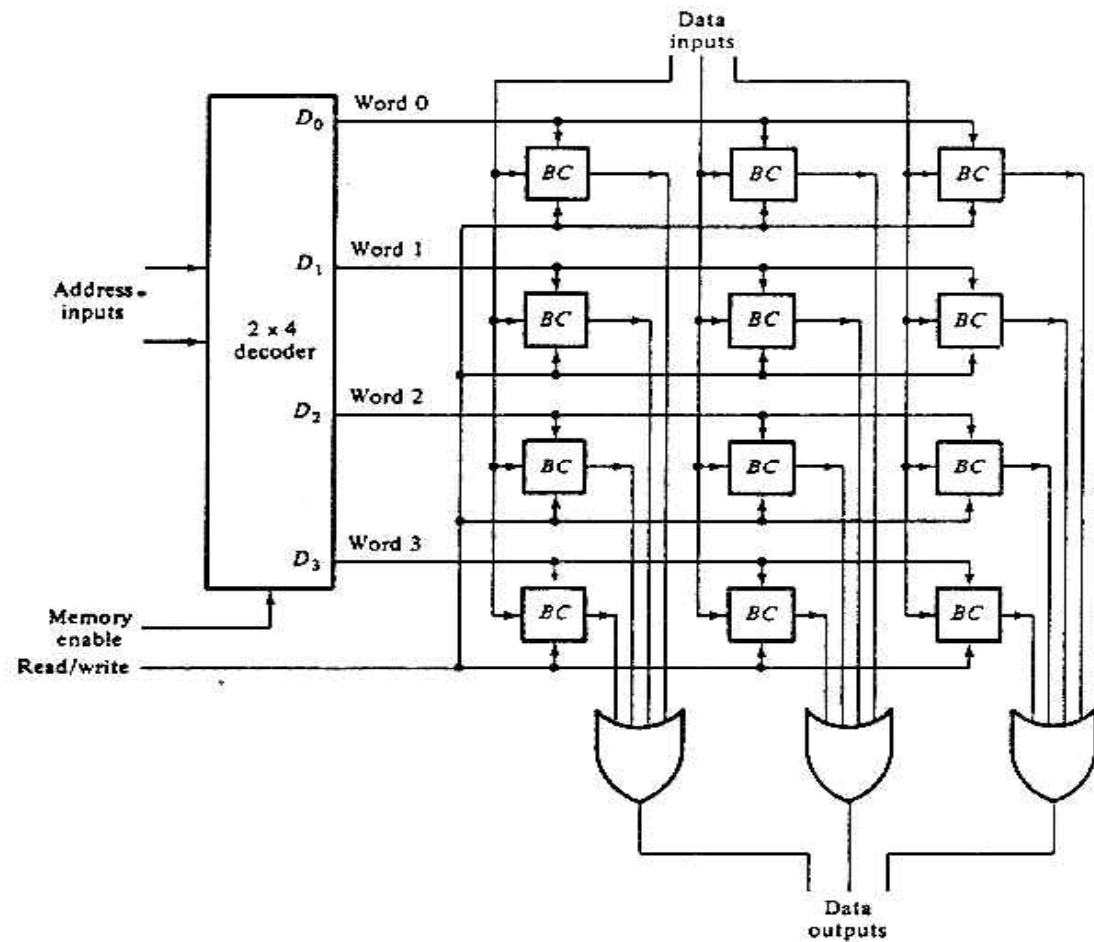 Data
inputs
Word 0
D0
BC BC BC
Word 1
D1
Address
inputs
BC BC BC
2 x 4
decoder
Word 2
D2
BC BC BC
Word 3
D3
BC BC BC
Memory
enable
Read/write
Data
outputs